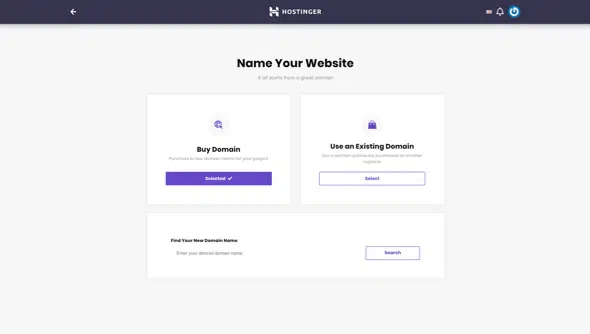 HOSTINGER
Name Your Website
It all starts with a great domain
Buy Domain
Purchase a new domain name for your project
Selected
Use an Existing Domain
Use a domain previously purchased at another
registrar
Select
Find Your New Domain Name
Enter your desired domain name
Search